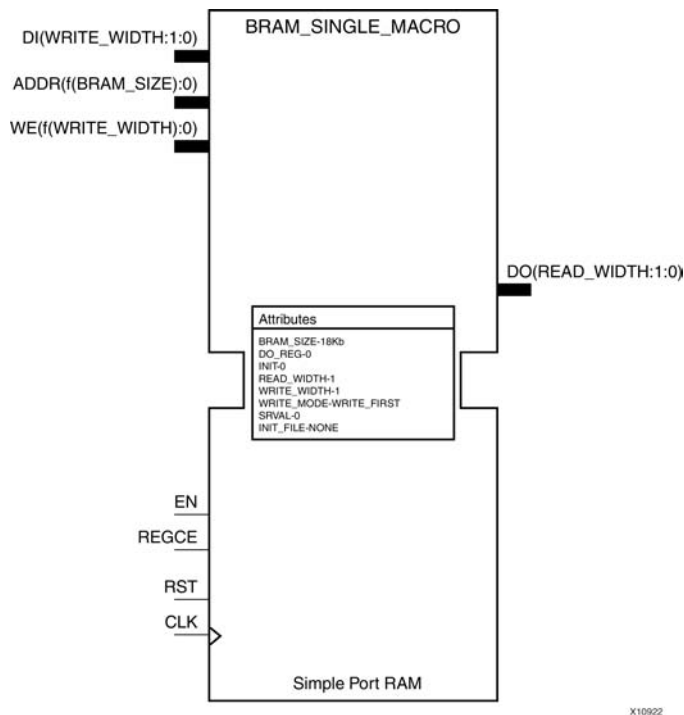 BRAM_SINGLE_MACRO
DI(WRITE_WIDTH:1:0)
ADDR(f(BRAM_SIZE):0)
WE(f(WRITE_WIDTH):0)
DO(READ_WIDTH:1:0)
Attributes
BRAM_SIZE-18Kb
DO_REG-0
INIT-0
READ_WIDTH-1
WRITE_WIDTH-1
WRITE_MODE-WRITE_FIRST
SRVAL-0
INIT_FILE-NONE
EN
REGCE
RST
CLK
Simple Port RAM
X10922